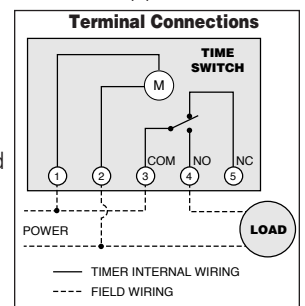 Terminal Connections
TIME
SWITCH
M
COM NO NC
1 2 3 4 5
POWER
LOAD
TIMER INTERNAL WIRING
FIELD WIRING